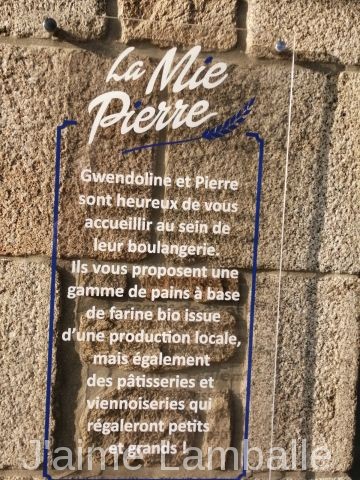 La Mie
Pierre
Gwendoline et Pierre
sont heureux de vous
accueillir au sein de
leur boulangerie.
Ils vous proposent une
gamme de pains à base
de farine bio issue
d'une production locale,
mais également
des pâtisseries et
viennoiseries qui
régaleront petits
et grands !
J'aime Lamballe